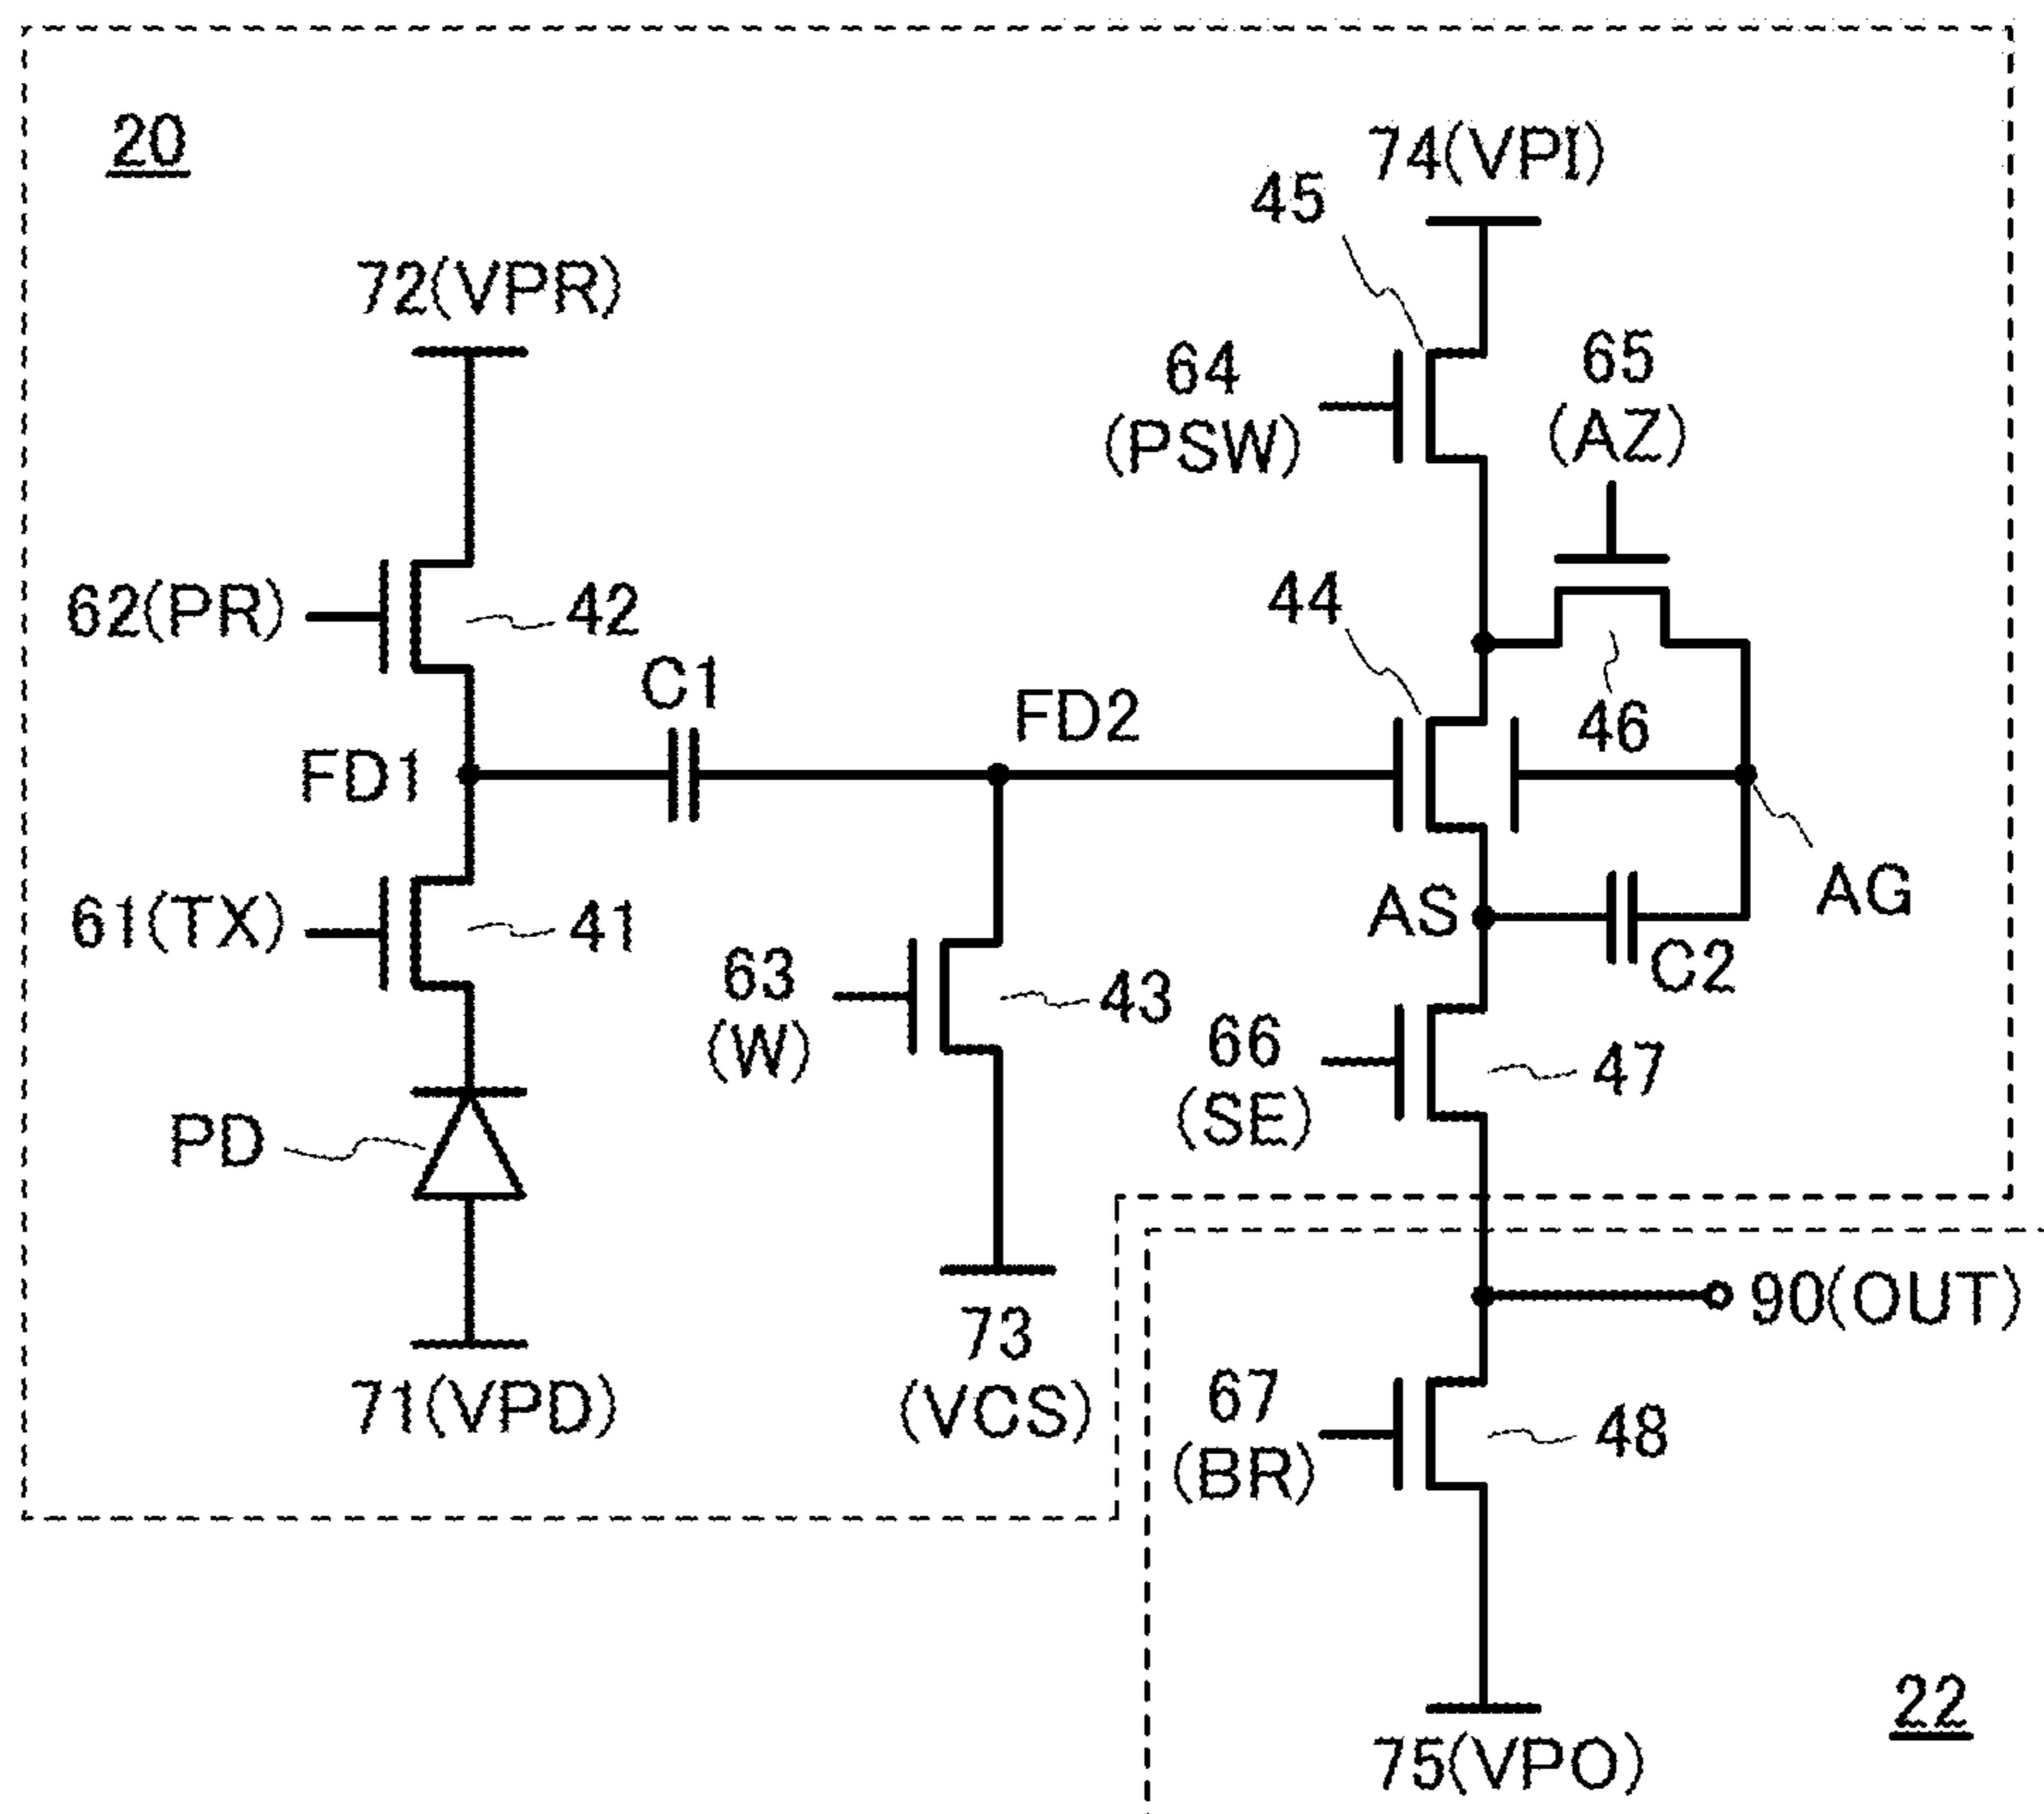 20
74(VPI)
45
72(VPR)
64
(PSW)
65
(AZ)
62(PR)
42
44
C1
FD2
46
FD1
AG
61(TX)
41
AS
63
(W)
43
C2
66
(SE)
47
PD
90(OUT)
73
(VCS)
71(VPD)
67
(BR)
48
22
75(VPO)